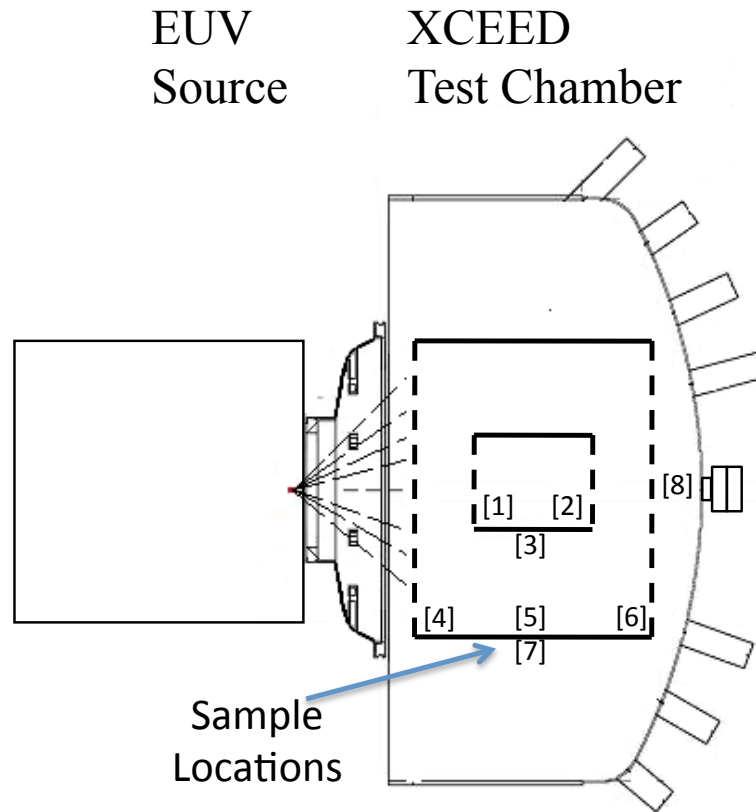 EUV
Source
XCEED
Test Chamber
[1]
[2]
[3]
[8]
[4]
[5]
[6]
[7]
Sample
Locations